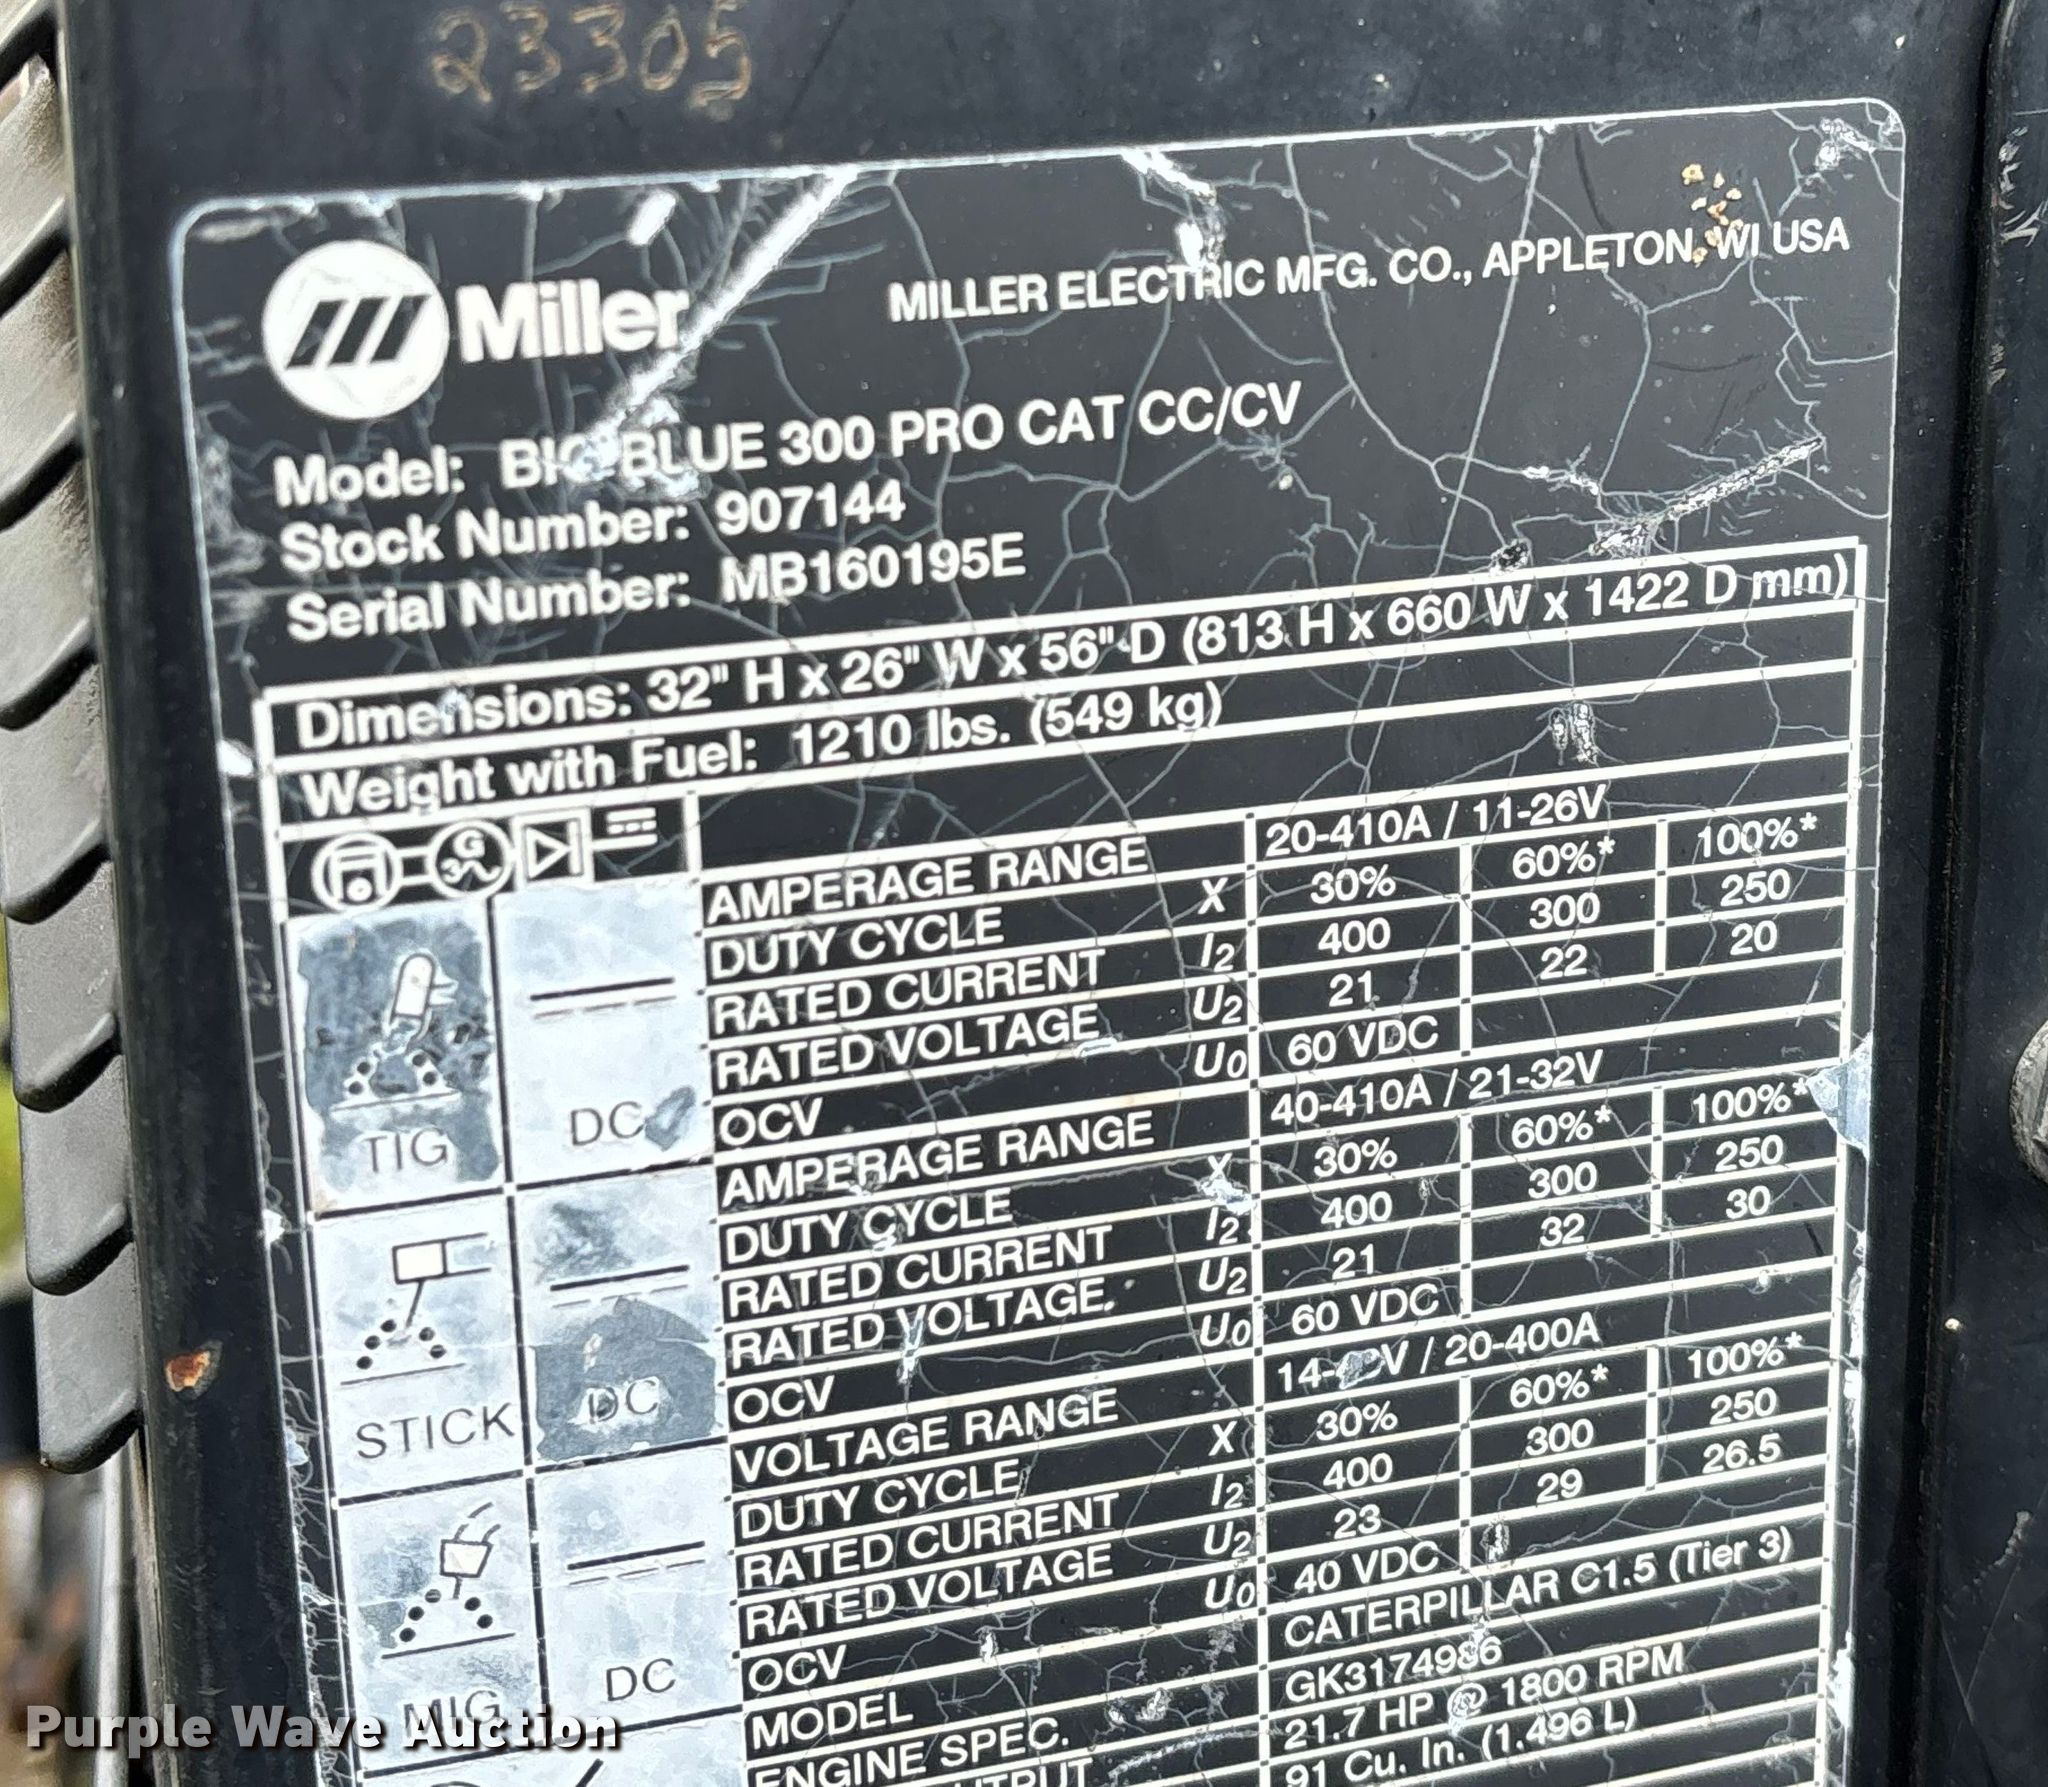 23305
Miller
MILLER ELECTRIC MFG. CO., APPLETON, WI USA
Model: BIG BLUE 300 PRO CAT CC/CV
Stock Number: 907144
Serial Number: MB160195E
Dimensions: 32" H x 26" W x 56" D (813 H x 660 W x 1422 D mm)
Weight with Fuel: 1210 lbs. (549 kg)
G
3~
TIG
DC
AMPERAGE RANGE 20-410A / 11-26V
DUTY CYCLE X 30% 60%* 100%*
RATED CURRENT I2 400 300 250
RATED VOLTAGE U2 21 22 20
OCV U0 60 VDC
STICK
DC
AMPERAGE RANGE 40-410A / 21-32V
DUTY CYCLE X 30% 60%* 100%*
RATED CURRENT I2 400 300 250
RATED VOLTAGE U2 21 32 30
OCV U0 60 VDC
MIG
DC
VOLTAGE RANGE / 20-400A
DUTY CYCLE X 30% 60%* 100%*
RATED CURRENT I2 400 300 250
RATED VOLTAGE U2 23 29 26.5
OCV U0 40 VDC
MODEL CATERPILLAR C1.5 (Tier 3)
ENGINE SPEC. GK3174986
21.7 HP @ 1800 RPM
91 Cu. In. (1.496 L)
Purple Wave Auction